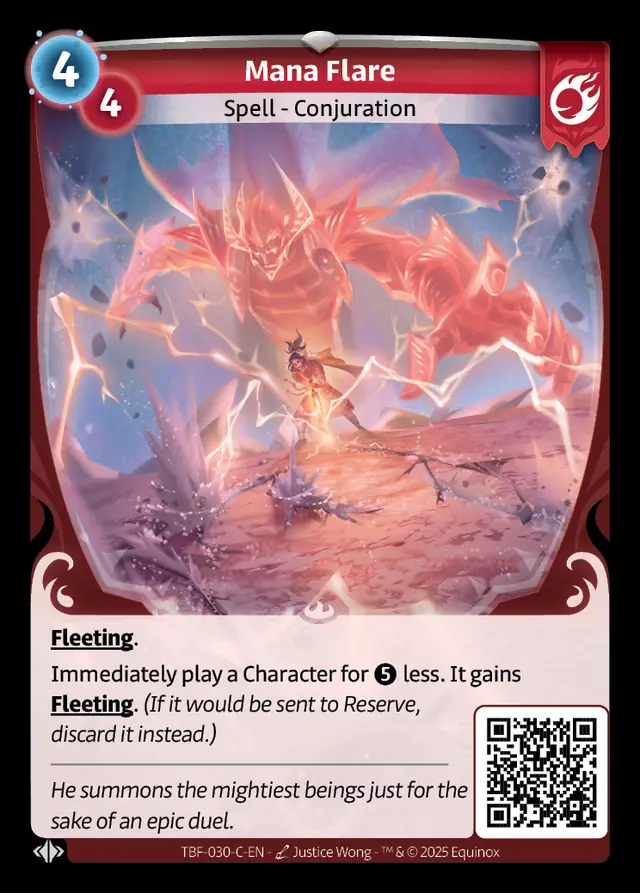 4
4
Mana Flare
Spell - Conjuration
Fleeting.
Immediately play a Character for 5 less. It gains
Fleeting. (If it would be sent to Reserve,
discard it instead.)
He summons the mightiest beings just for the
sake of an epic duel.
TBF-030-C-EN - Justice Wong - ™ & © 2025 Equinox